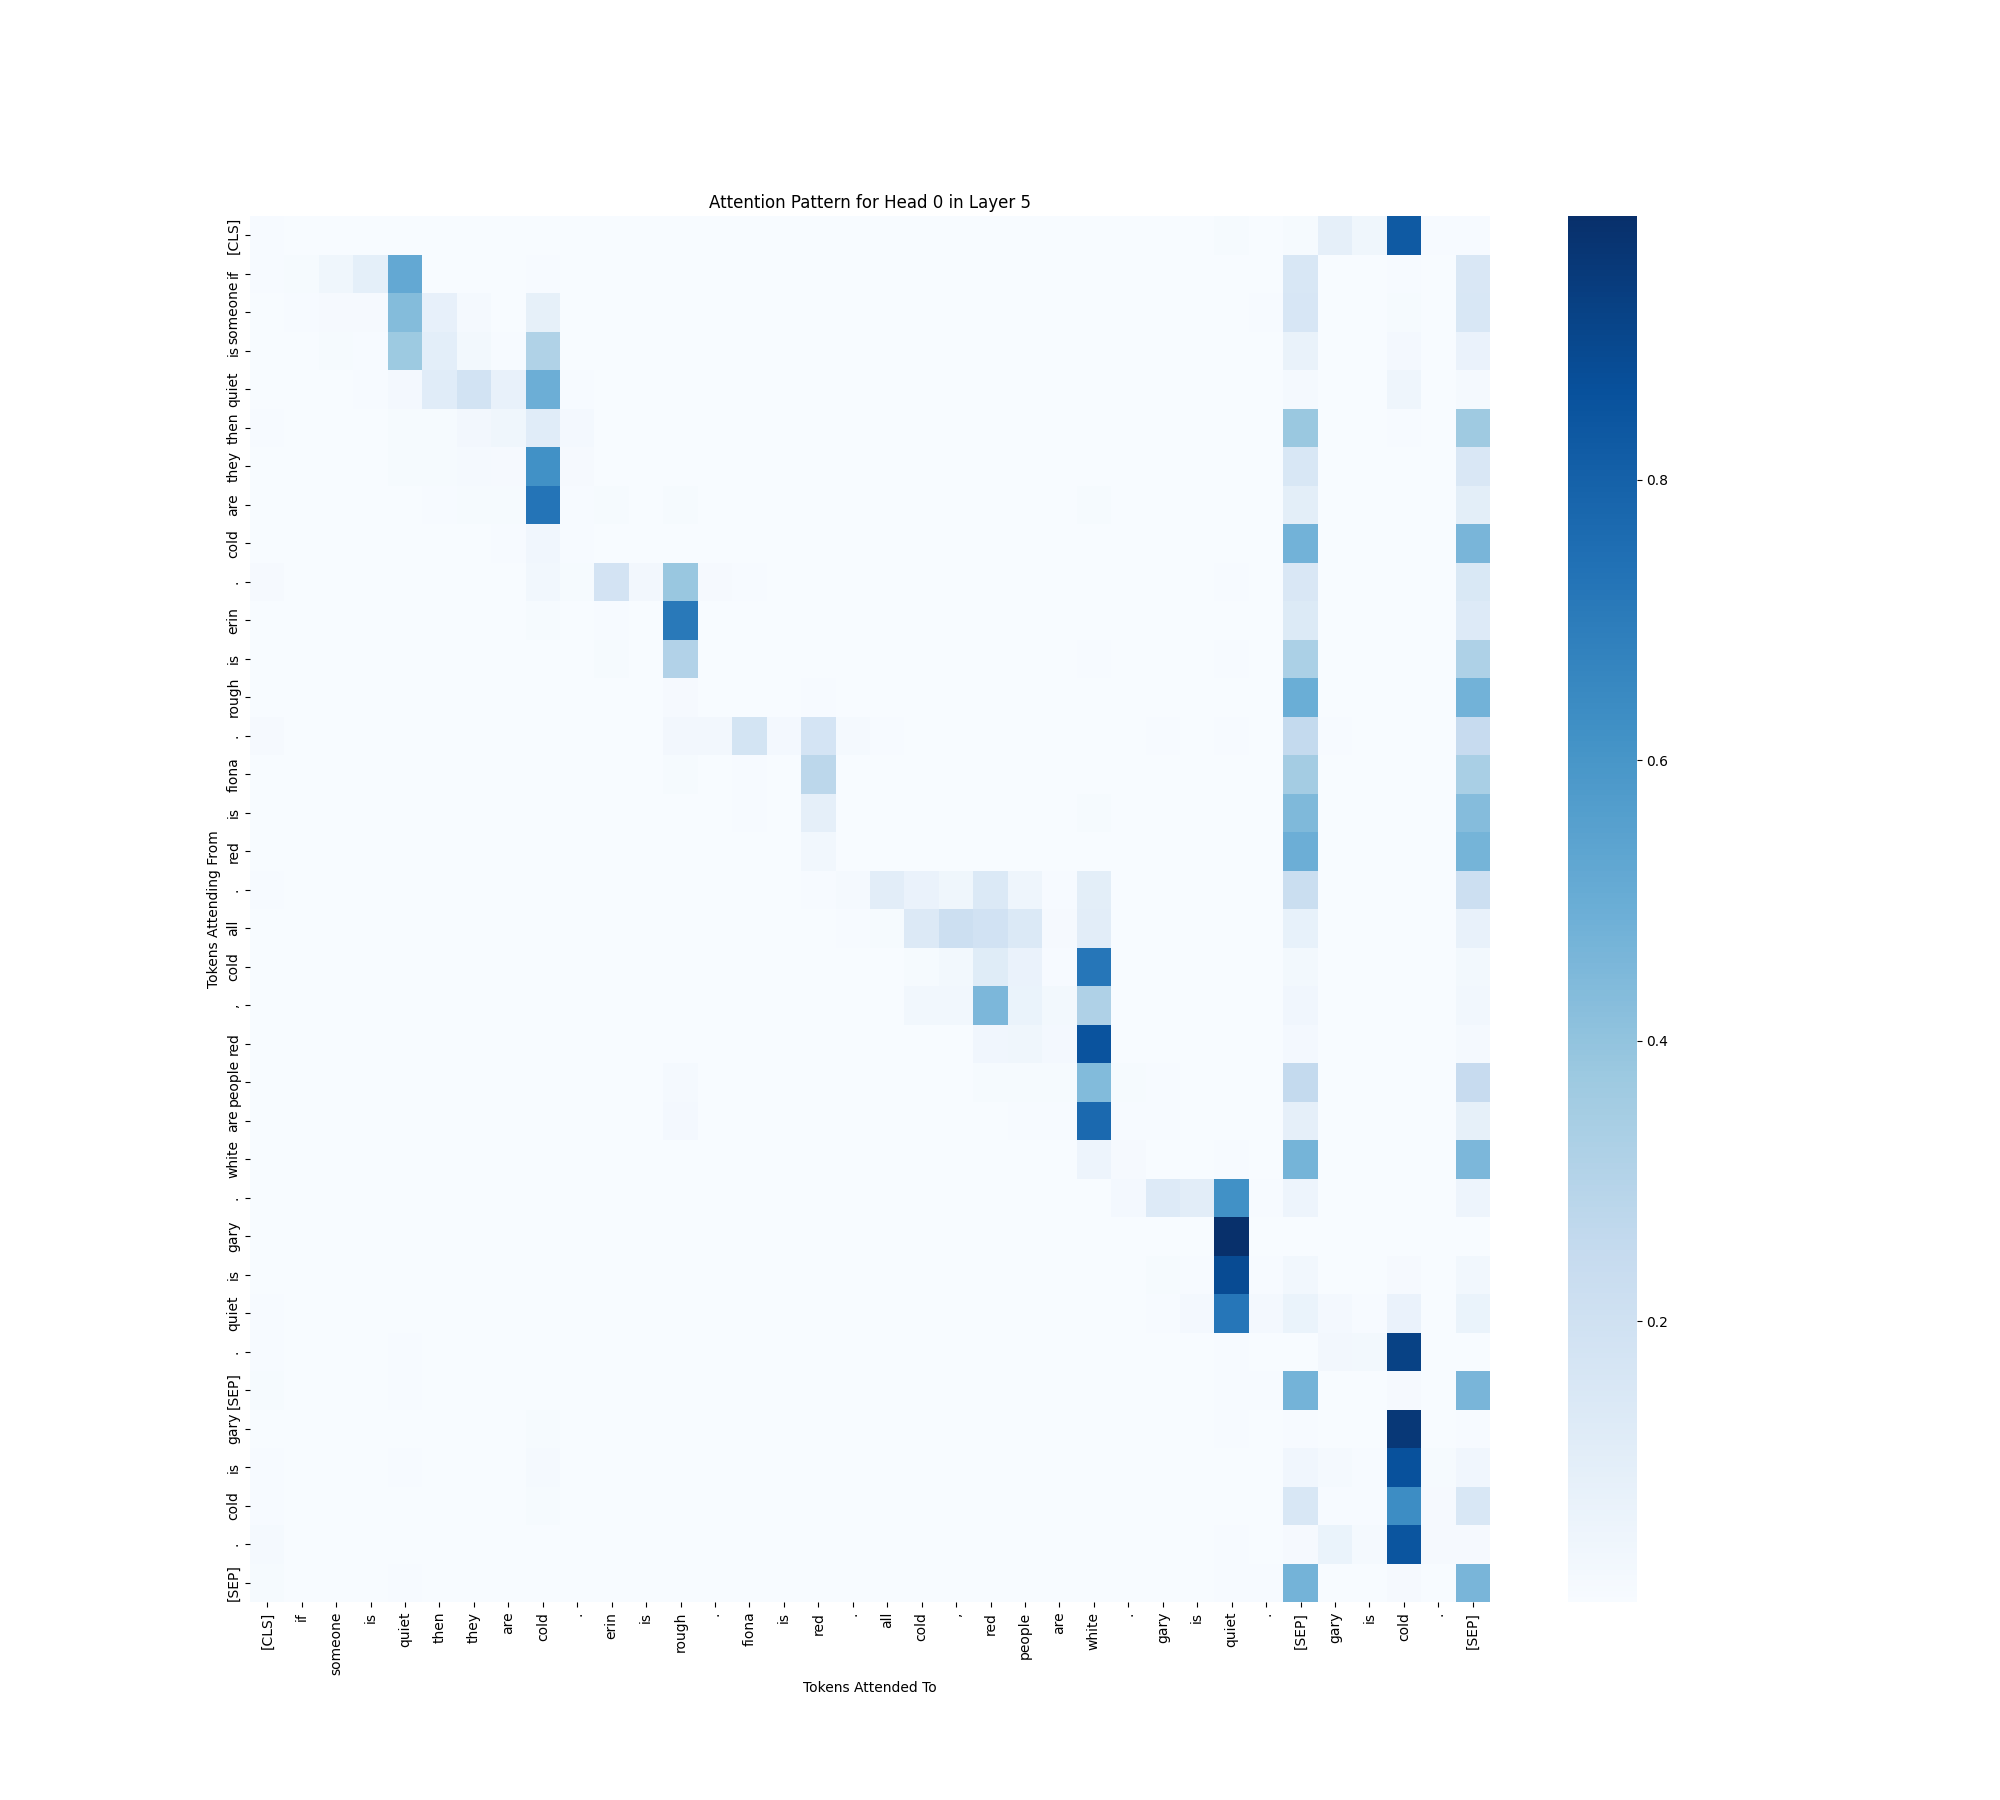 Attention Pattern for Head 0 in Layer 5
Tokens Attending From
[CLS]
if
someone
is
quiet
then
they
are
cold
.
erin
is
rough
.
fiona
is
red
.
all
cold
,
red
people
are
white
.
gary
is
quiet
.
[SEP]
gary
is
cold
.
[SEP]
[CLS] if someone is quiet then they are cold . erin is rough . fiona is red . all cold , red people are white . gary is quiet . [SEP] gary is cold . [SEP]
Tokens Attended To
0.8
0.6
0.4
0.2